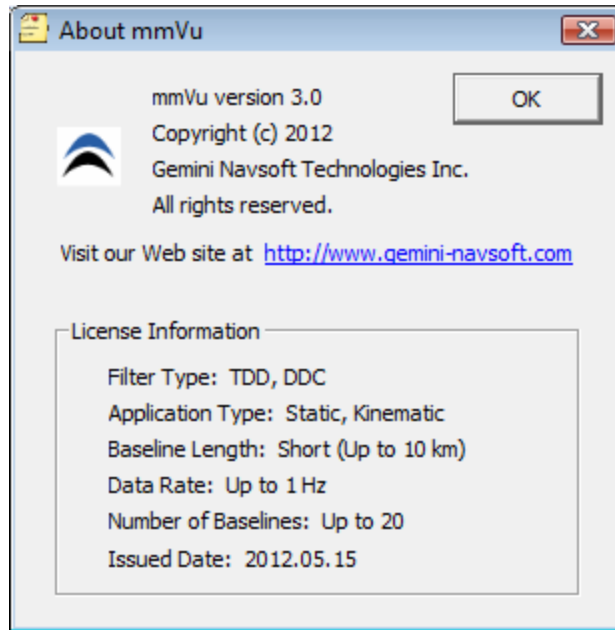 About mmVu
mmVu version 3.0
OK
Copyright (c) 2012
Gemini Navsoft Technologies Inc.
All rights reserved.
Visit our Web site at http://www.gemini-navsoft.com
License Information
Filter Type: TDD, DDC
Application Type: Static, Kinematic
Baseline Length: Short (Up to 10 km)
Data Rate: Up to 1 Hz
Number of Baselines: Up to 20
Issued Date: 2012.05.15